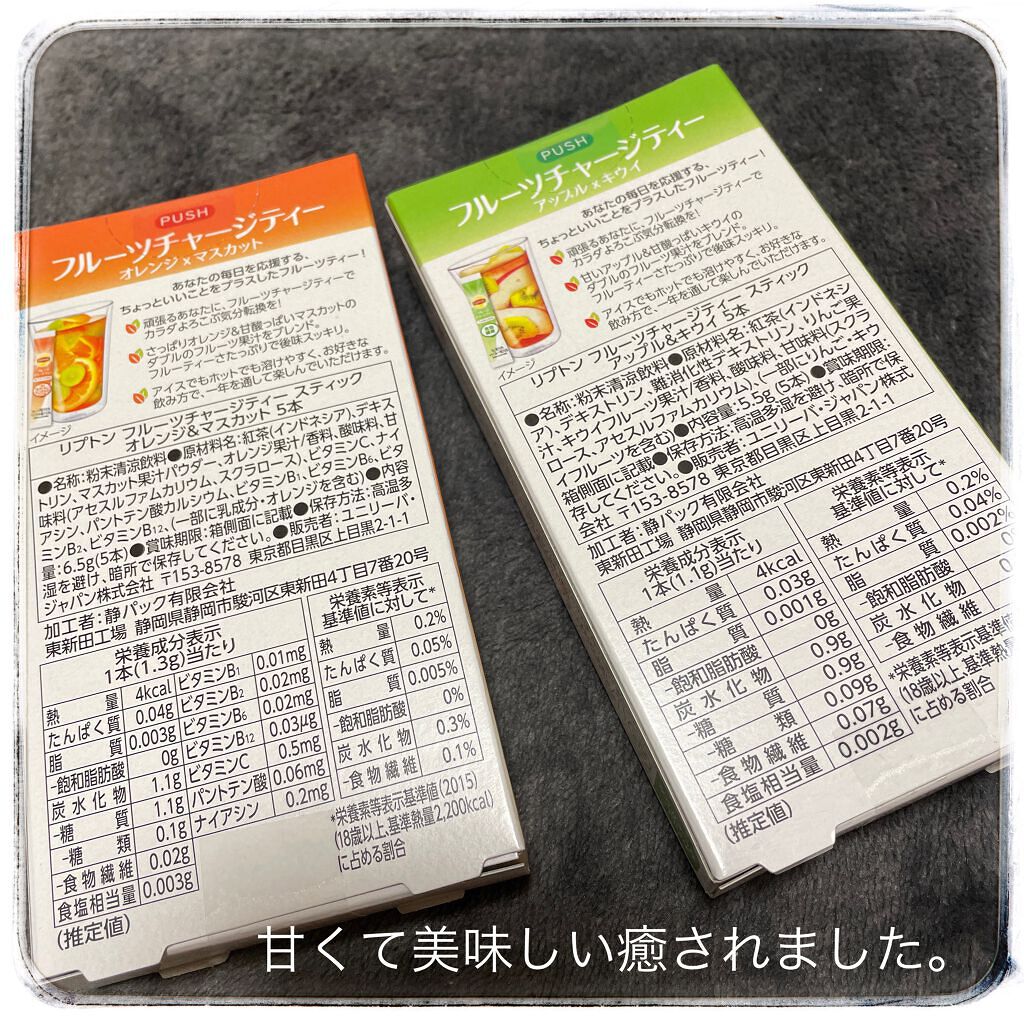 PUSH
フルーツチャージティー
オレンジ×マスカット
あなたの毎日を応援する、
ちょっといいことをプラスしたフルーツティー!
頑張るあなたに、フルーツチャージティーで
カラダよろこぶ気分転換を!
さっぱりオレンジ&甘酸っぱいマスカットの
ダブルのフルーツ果汁をブレンド。
フルーティーさたっぷりで後味スッキリ。
アイスでもホットでも溶けやすく、お好きな
飲み方で、一年を通して楽しんでいただけます。
イメージ
リプトン フルーツチャージティー スティック
オレンジ&マスカット 5本
●名称:粉末清涼飲料●原材料名:紅茶(インドネシア)、デキス
トリン、マスカット果汁パウダー、オレンジ果汁/香料、酸味料、甘
味料(アセスルファムカリウム、スクラロース)、ビタミンC、ナイ
アシン、パントテン酸カルシウム、ビタミンB1、ビタミンB6、ビタ
ミンB2、ビタミンB12、(一部に乳成分・オレンジを含む)●内容
量:6.5g(5本)●賞味期限:箱側面に記載●保存方法:高温多
湿を避け、暗所で保存してください。●販売者:ユニリーバ・
ジャパン株式会社 〒153-8578 東京都目黒区上目黒2-1-1
加工者:静パック有限会社
東新田工場 静岡県静岡市駿河区東新田4丁目7番20号
栄養成分表示
1本(1.3g)当たり
熱量 4kcal ビタミンB1 0.01mg
たんぱく質 0.04g ビタミンB2 0.02mg
脂質 0.003g ビタミンB6 0.02mg
-飽和脂肪酸 0g ビタミンB12 0.03μg
炭水化物 1.1g ビタミンC 0.5mg
-糖質 1.1g パントテン酸 0.06mg
-糖類 0.1g ナイアシン 0.2mg
-食物繊維 0.02g
食塩相当量 0.003g
(推定値)
栄養素等表示
基準値に対して*
熱量 0.2%
たんぱく質 0.05%
脂質 0.005%
-飽和脂肪酸 0%
炭水化物 0.3%
-食物繊維 0.1%
*栄養素等表示基準値(2015)
(18歳以上、基準熱量2,200kcal)
に占める割合
PUSH
フルーツチャージティー
アップル×キウイ
あなたの毎日を応援する、
ちょっといいことをプラスしたフルーツティー!
頑張るあなたに、フルーツチャージティーで
カラダよろこぶ気分転換を!
甘いアップル&甘酸っぱいキウイの
ダブルのフルーツ果汁をブレンド。
フルーティーさたっぷりで後味スッキリ。
アイスでもホットでも溶けやすく、お好きな
飲み方で、一年を通して楽しんでいただけます。
イメージ
リプトン フルーツチャージティー スティック
アップル&キウイ 5本
●名称:粉末清涼飲料●原材料名:紅茶(インドネシ
ア)、デキストリン、難消化性デキストリン、りんご果
汁、キウイフルーツ果汁/香料、酸味料、甘味料(スクラ
ロース、アセスルファムカリウム)、(一部にりんご・キウ
イフルーツを含む)●内容量:5.5g(5本)●賞味期限:
箱側面に記載●保存方法:高温多湿を避け、暗所で保
存してください。●販売者:ユニリーバ・ジャパン株式
会社 〒153-8578 東京都目黒区上目黒2-1-1
加工者:静パック有限会社
東新田工場 静岡県静岡市駿河区東新田4丁目7番20号
栄養成分表示
1本(1.1g)当たり
熱量 4kcal
たんぱく質 0.03g
脂質 0.001g
-飽和脂肪酸 0g
炭水化物 0.9g
-糖質 0.9g
-糖類 0.09g
-食物繊維 0.07g
食塩相当量 0.002g
(推定値)
栄養素等表示
基準値に対して*
熱量 0.2%
たんぱく質 0.04%
脂質 0.002%
-飽和脂肪酸
炭水化物
-食物繊維
*栄養素等表示基準値
(18歳以上、基準熱量
に占める割合
甘くて美味しい癒されました。